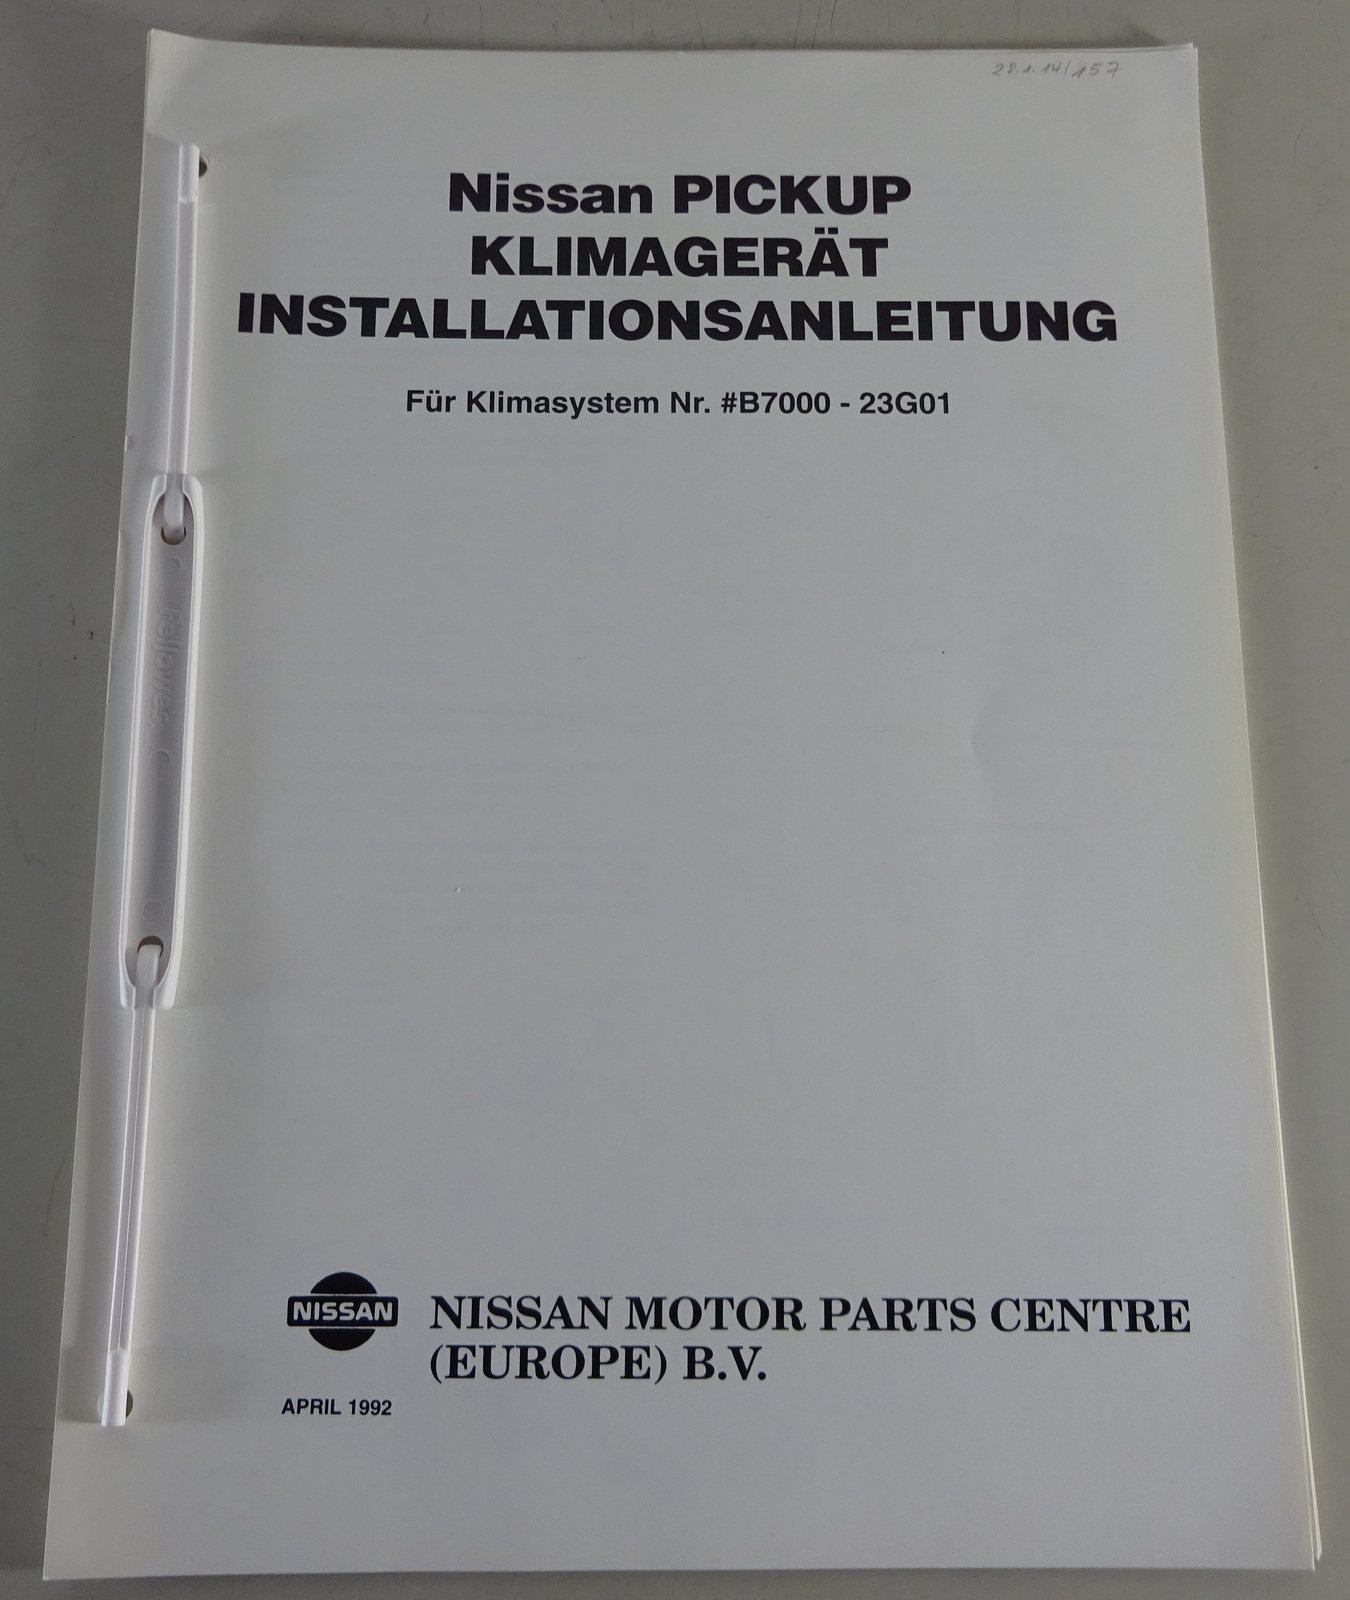 28.1.14/157
Nissan PICKUP
KLIMAGERÄT
INSTALLATIONSANLEITUNG
Für Klimasystem Nr. #B7000 - 23G01
Fellowes
NISSAN
NISSAN MOTOR PARTS CENTRE
(EUROPE) B.V.
APRIL 1992